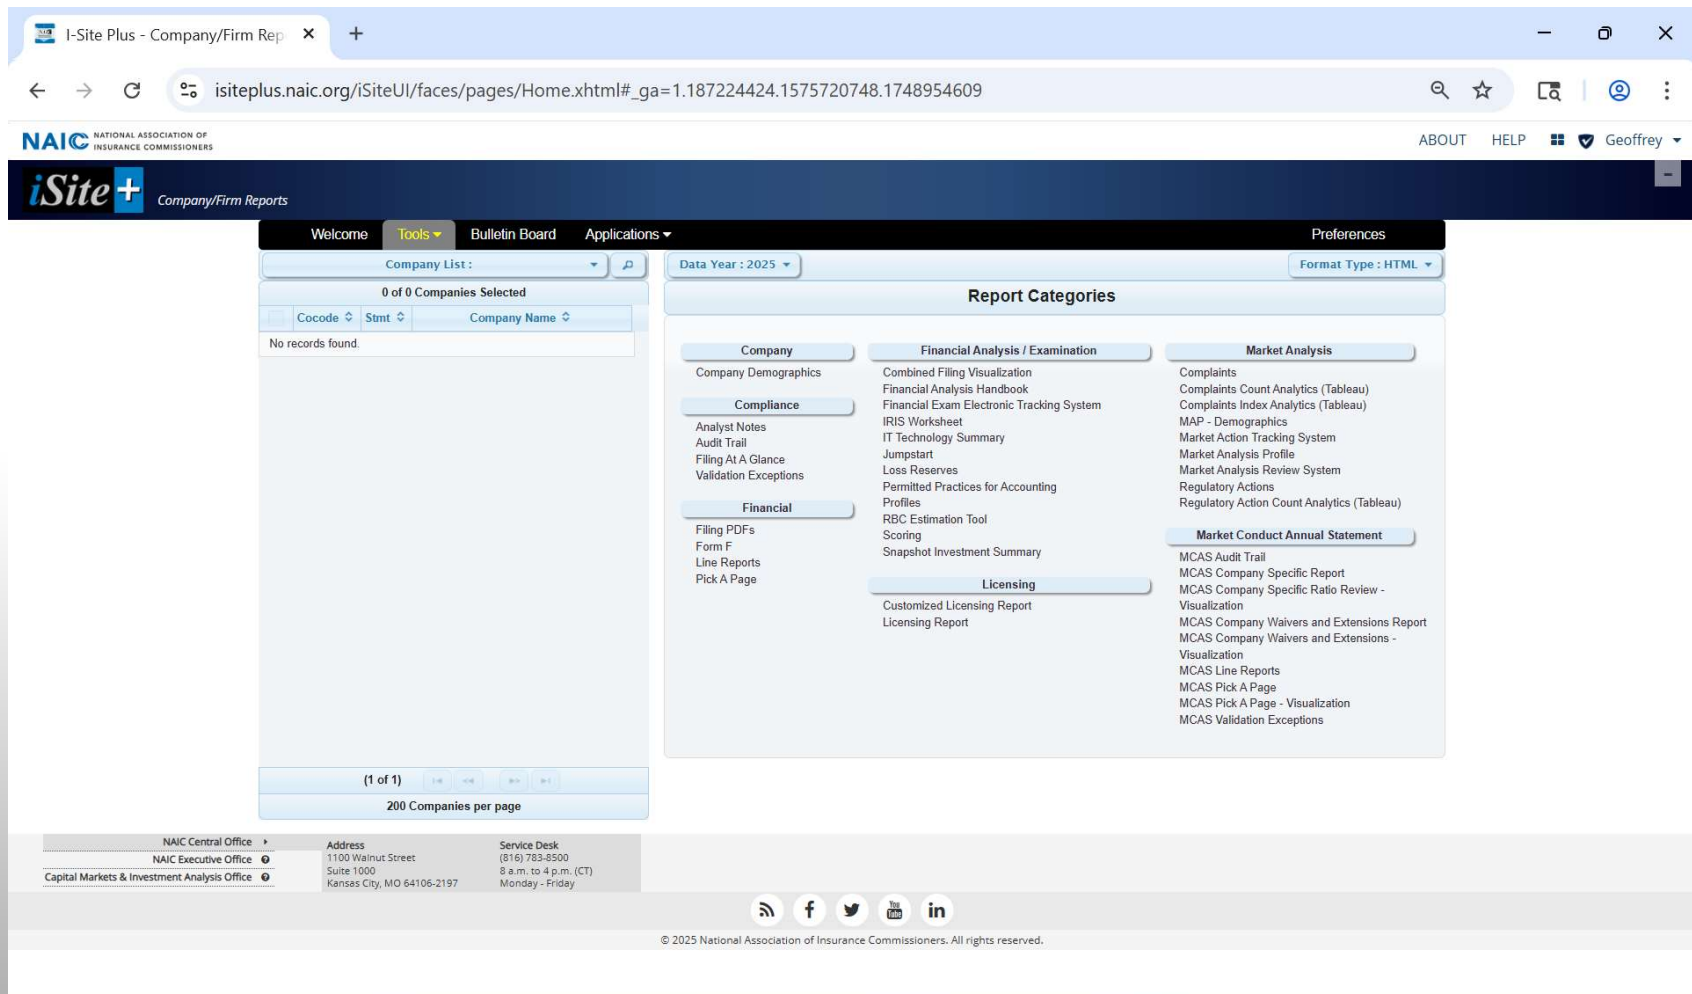 I-Site Plus - Company/Firm Rep
isiteplus.naic.org/iSiteUI/faces/pages/Home.xhtml#_ga=1.187224424.1575720748.1748954609
NAIC NATIONAL ASSOCIATION OF
INSURANCE COMMISSIONERS
ABOUT HELP Geoffrey
iSite+ Company/Firm Reports
Welcome Tools Bulletin Board Applications Preferences
Company List :
0 of 0 Companies Selected
Cocode Stmt Company Name
No records found.
(1 of 1)
200 Companies per page
Data Year : 2025 Format Type : HTML
Report Categories
Company
Company Demographics
Compliance
Analyst Notes
Audit Trail
Filing At A Glance
Validation Exceptions
Financial
Filing PDFs
Form F
Line Reports
Pick A Page
Financial Analysis / Examination
Combined Filing Visualization
Financial Analysis Handbook
Financial Exam Electronic Tracking System
IRIS Worksheet
IT Technology Summary
Jumpstart
Loss Reserves
Permitted Practices for Accounting
Profiles
RBC Estimation Tool
Scoring
Snapshot Investment Summary
Licensing
Customized Licensing Report
Licensing Report
Market Analysis
Complaints
Complaints Count Analytics (Tableau)
Complaints Index Analytics (Tableau)
MAP - Demographics
Market Action Tracking System
Market Analysis Profile
Market Analysis Review System
Regulatory Actions
Regulatory Action Count Analytics (Tableau)
Market Conduct Annual Statement
MCAS Audit Trail
MCAS Company Specific Report
MCAS Company Specific Ratio Review -
Visualization
MCAS Company Waivers and Extensions Report
MCAS Company Waivers and Extensions -
Visualization
MCAS Line Reports
MCAS Pick A Page
MCAS Pick A Page - Visualization
MCAS Validation Exceptions
NAIC Central Office
NAIC Executive Office
Capital Markets & Investment Analysis Office
Address
1100 Walnut Street
Suite 1000
Kansas City, MO 64106-2197
Service Desk
(816) 783-8500
8 a.m. to 4 p.m. (CT)
Monday - Friday
You
Tube
in
© 2025 National Association of Insurance Commissioners. All rights reserved.